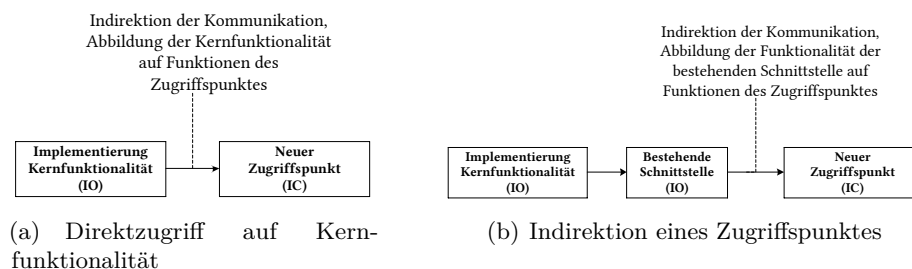 Indirektion der Kommunikation,
Abbildung der Kernfunktionalität
auf Funktionen des
Zugriffspunktes
Implementierung
Kernfunktionalität
(IO)
Neuer
Zugriffspunkt
(IC)
(a) Direktzugriff auf Kern-
funktionalität
Indirektion der Kommunikation,
Abbildung der Funktionalität der
bestehenden Schnittstelle auf
Funktionen des Zugriffspunktes
Implementierung
Kernfunktionalität
(IO)
Bestehende
Schnittstelle
(IO)
Neuer
Zugriffspunkt
(IC)
(b) Indirektion eines Zugriffspunktes